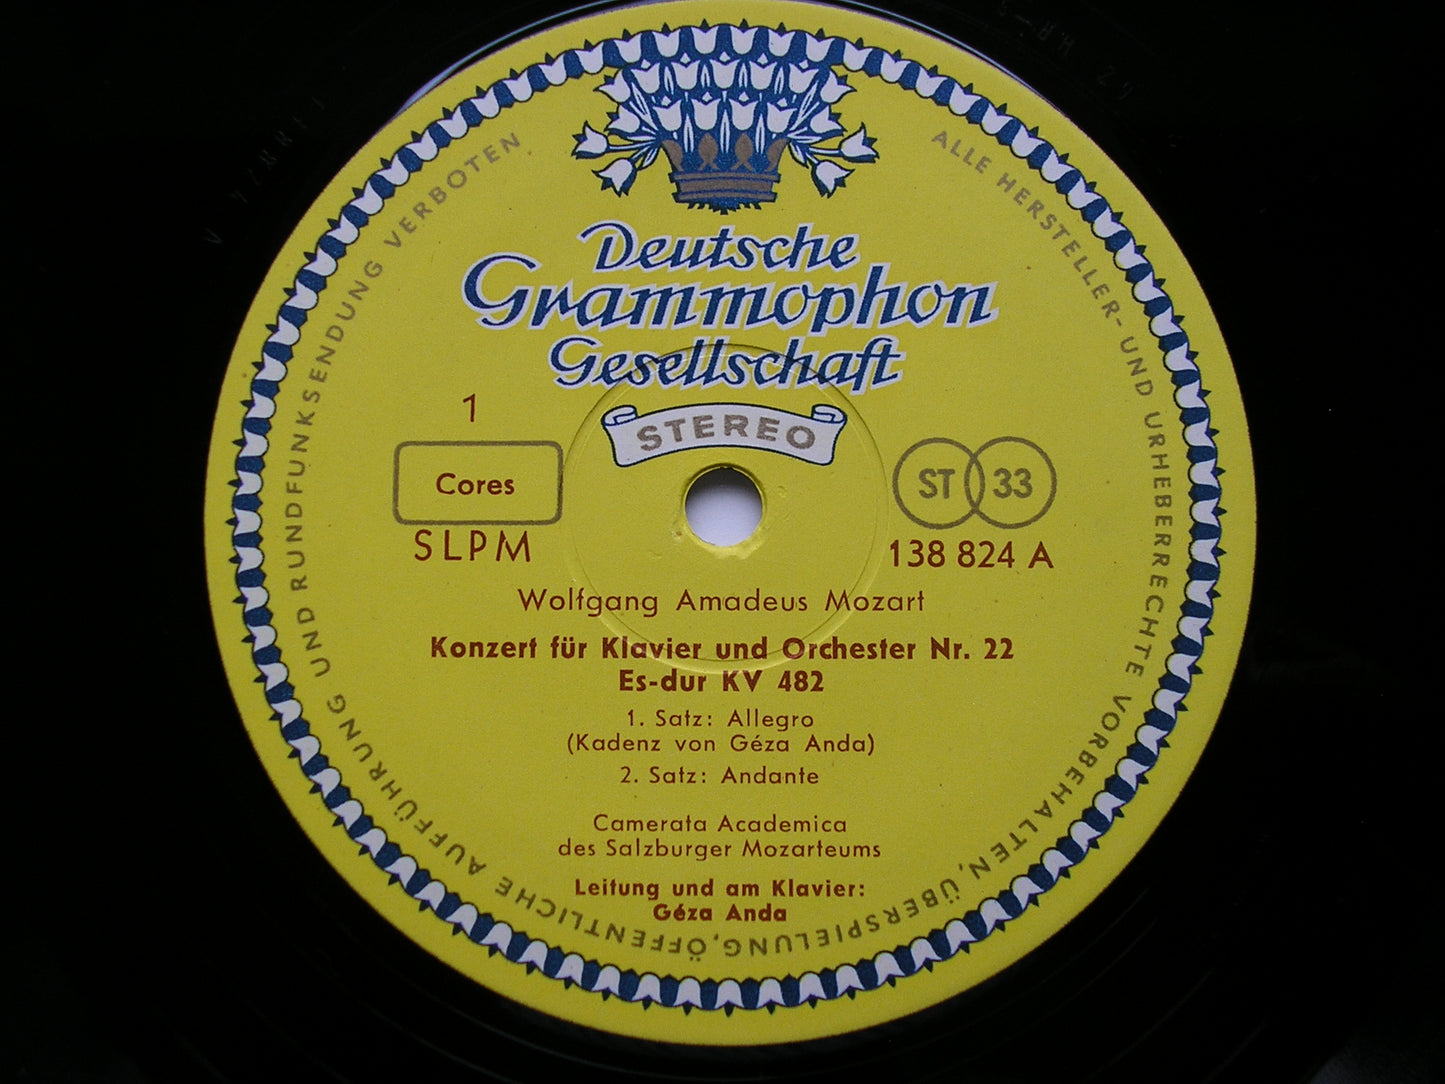 Deutsche
Grammophon
Gesellschaft
STEREO
1
Cores
SLPM
ST 33
138 824 A
Wolfgang Amadeus Mozart
Konzert für Klavier und Orchester Nr. 22
Es-dur KV 482
1. Satz: Allegro
(Kadenz von Géza Anda)
2. Satz: Andante
Camerata Academica
des Salzburger Mozarteums
Leitung und am Klavier:
Géza Anda
ALLE HERSTELLER- UND URHEBERRECHTE VORBEHALTEN, ÜBERSPIELUNG, ÖFFENTLICHE AUFFÜHRUNG UND RUNDFUNKSENDUNG VERBOTEN